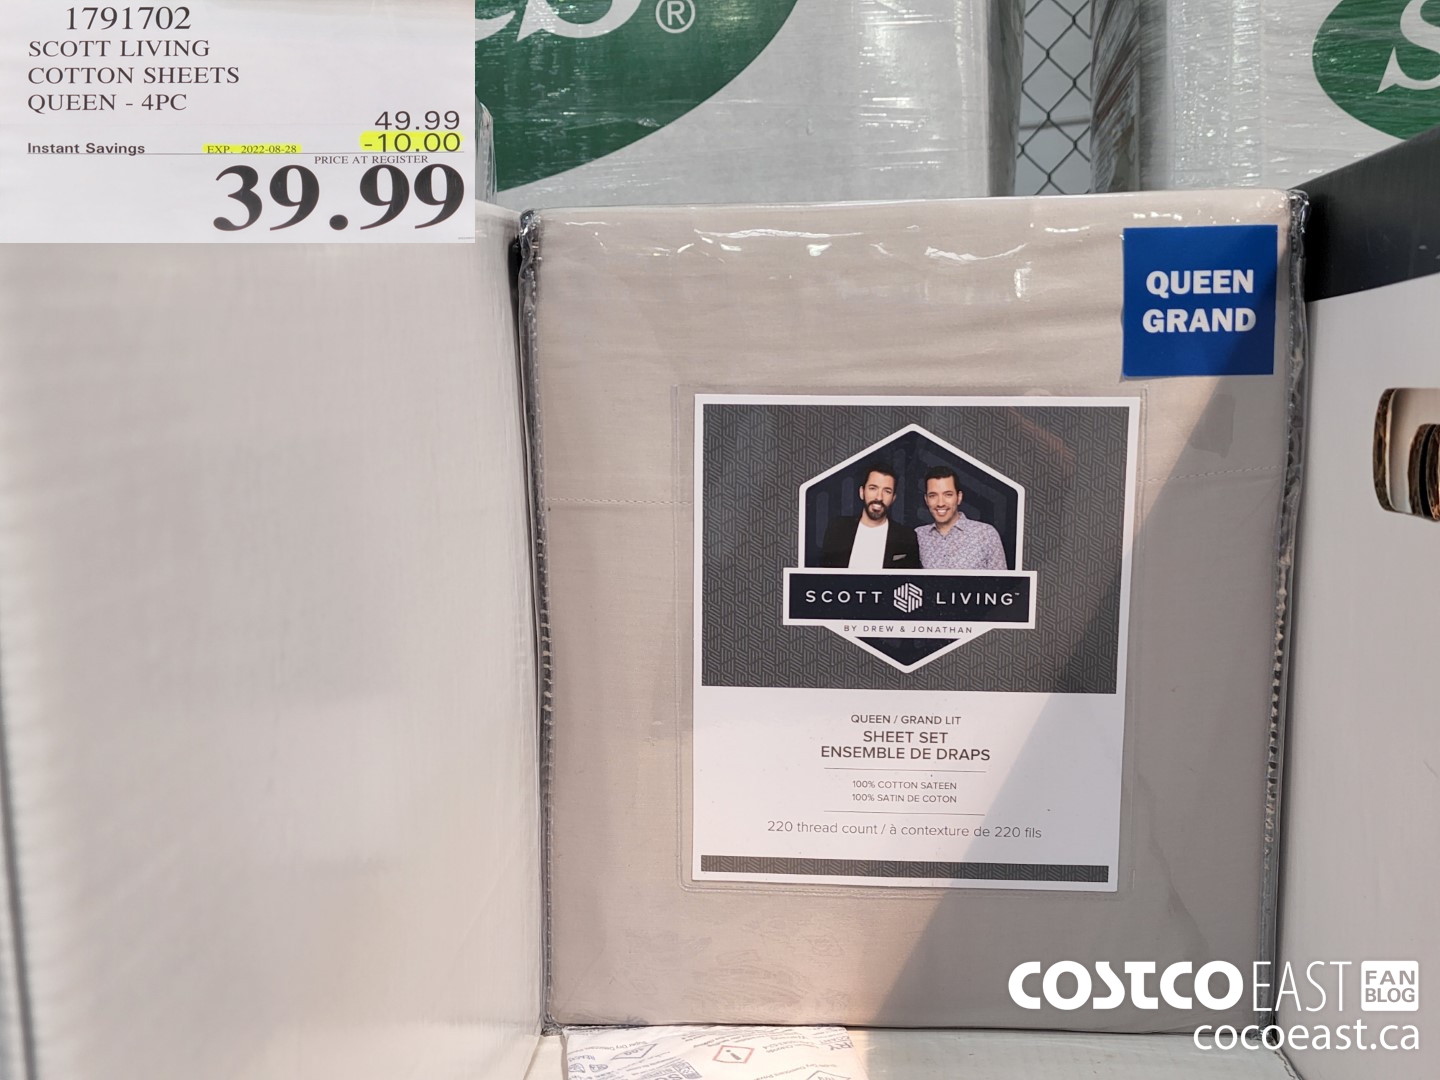 1791702
SCOTT LIVING
COTTON SHEETS
QUEEN - 4PC
49.99
Instant Savings EXP. 2022-08-28 -10.00
PRICE AT REGISTER
39.99
®
QUEEN
GRAND
SCOTT LIVING™
BY DREW & JONATHAN
QUEEN / GRAND LIT
SHEET SET
ENSEMBLE DE DRAPS
100% COTTON SATEEN
100% SATIN DE COTON
220 thread count / à contexture de 220 fils
COSTCO EAST FAN BLOG
cocoeast.ca